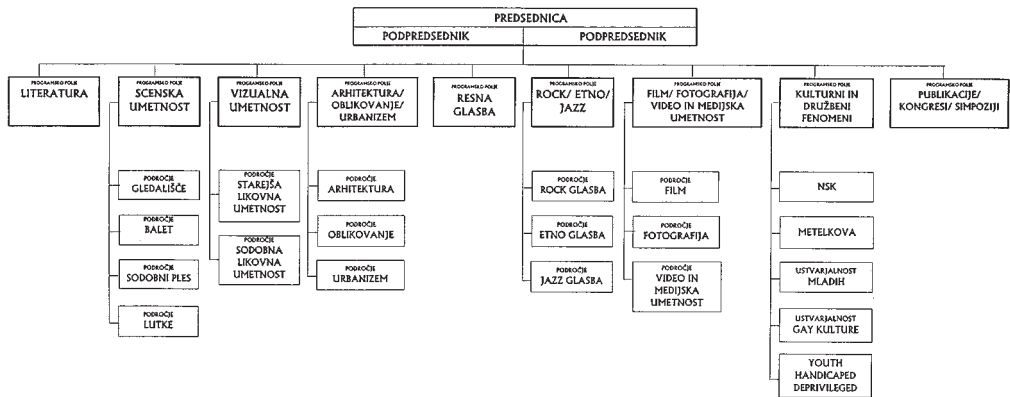 PREDSEDNICA
PODPREDSEDNIK PODPREDSEDNIK
PROGRAMSKO POLJE
LITERATURA
PROGRAMSKO POLJE
SCENSKA
UMETNOST
PROGRAMSKO POLJE
VIZUALNA
UMETNOST
PROGRAMSKO POLJE
ARHITEKTURA/
OBLIKOVANJE/
URBANIZEM
PROGRAMSKO POLJE
RESNA
GLASBA
PROGRAMSKO POLJE
ROCK/ ETNO/
JAZZ
PROGRAMSKO POLJE
FILM/ FOTOGRAFIJA/
VIDEO IN MEDIJSKA
UMETNOST
PROGRAMSKO POLJE
KULTURNI IN
DRUŽBENI
FENOMENI
PROGRAMSKO POLJE
PUBLIKACIJE/
KONGRESI/ SIMPOZIJI
PODROČJE
GLEDALIŠČE
PODROČJE
BALET
PODROČJE
SODOBNI PLES
PODROČJE
LUTKE
PODROČJE
STAREJŠA
LIKOVNA
UMETNOST
PODROČJE
SODOBNA
LIKOVNA
UMETNOST
PODROČJE
ARHITEKTURA
PODROČJE
OBLIKOVANJE
PODROČJE
URBANIZEM
PODROČJE
ROCK GLASBA
PODROČJE
ETNO GLASBA
PODROČJE
JAZZ GLASBA
PODROČJE
FILM
PODROČJE
FOTOGRAFIJA
PODROČJE
VIDEO IN
MEDIJSKA
UMETNOST
NSK
METELKOVA
USTVARJALNOST
MLADIH
USTVARJALNOST
GAY KULTURE
YOUTH
HANDICAPED
DEPRIVILEGED